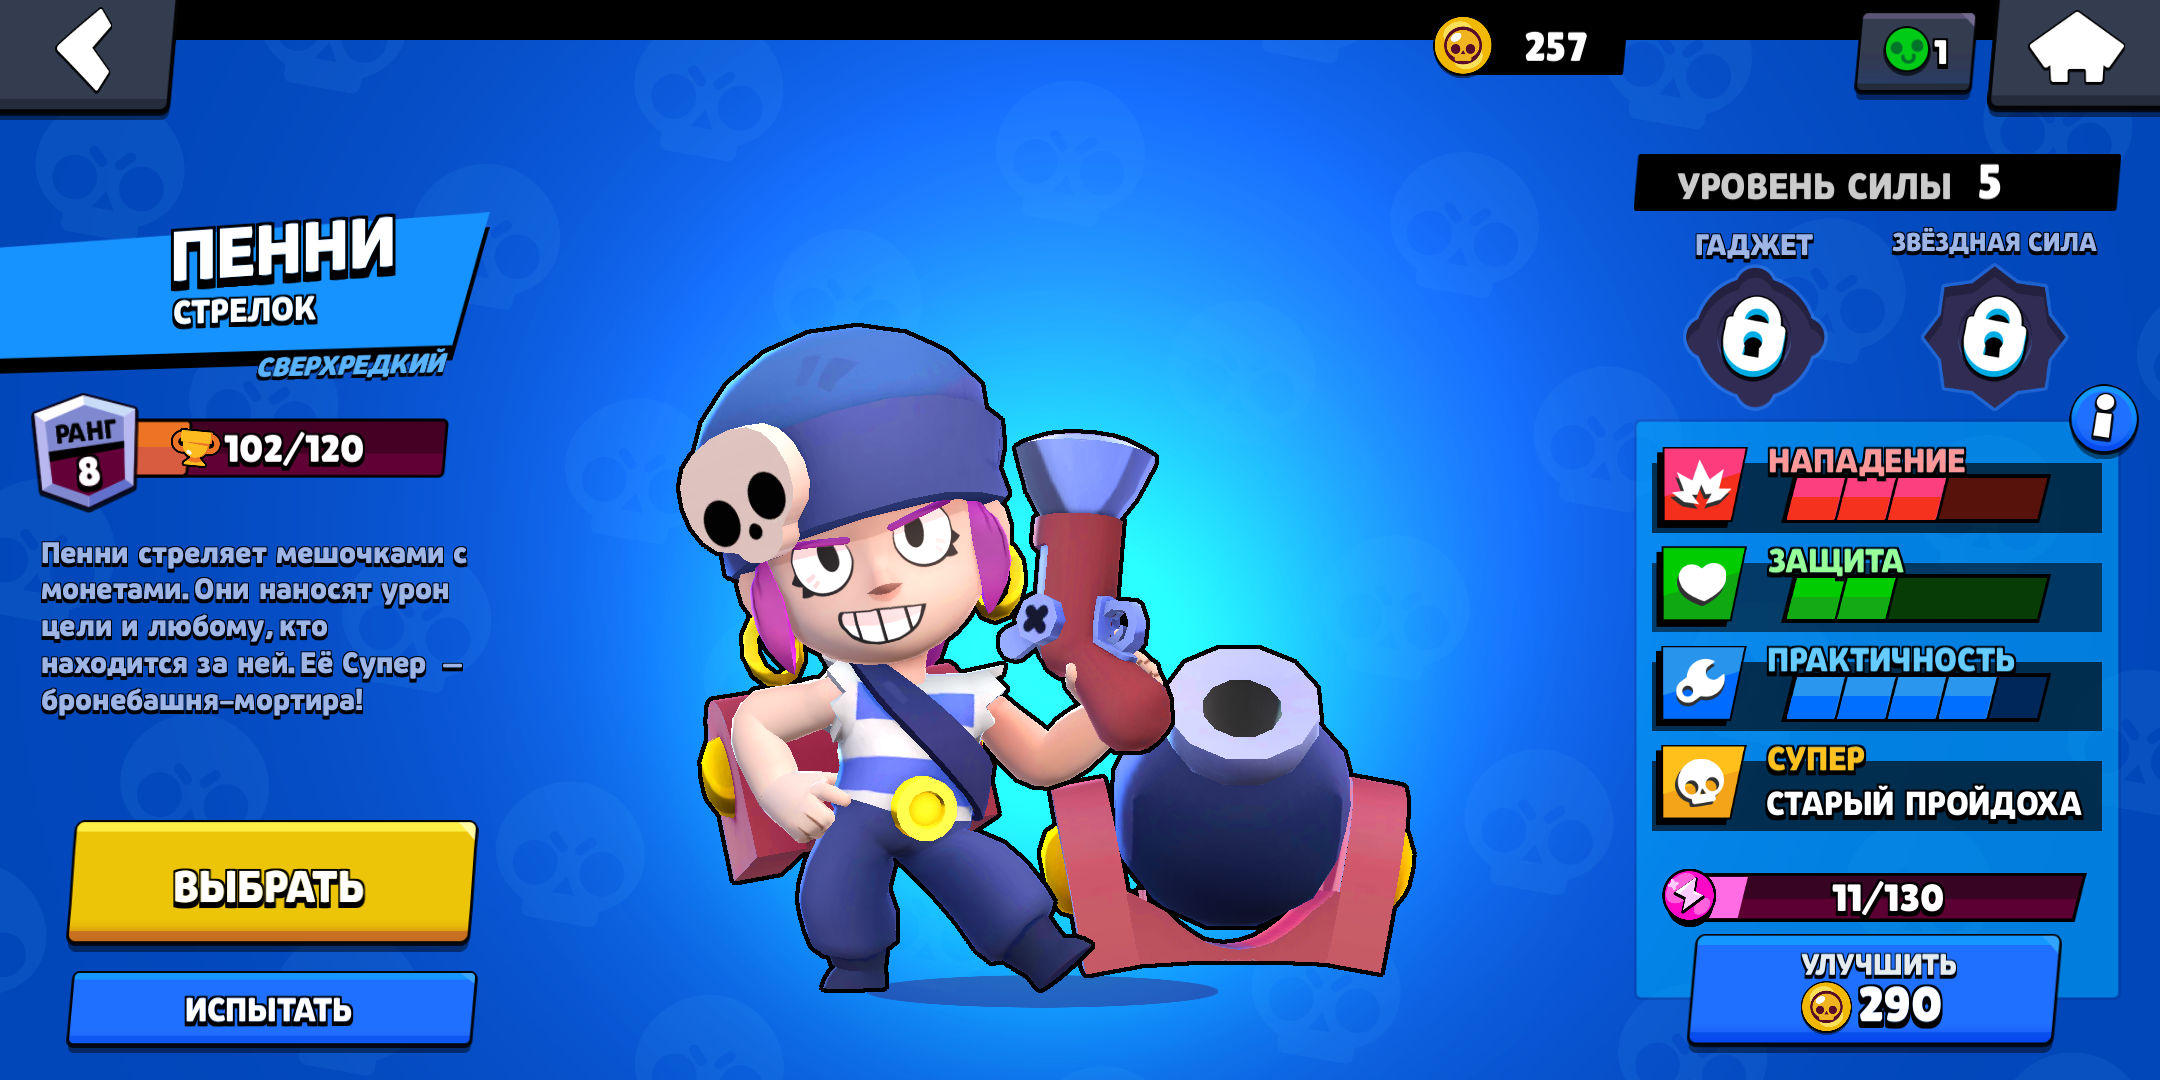 257
1
УРОВЕНЬ СИЛЫ 5
ГАДЖЕТ
ЗВЁЗДНАЯ СИЛА
ПЕННИ
СТРЕЛОК
СВЕРХРЕДКИЙ
РАНГ
8
102/120
Пенни стреляет мешочками с
монетами. Они наносят урон
цели и любому, кто
находится за ней. Её Супер —
бронебашня-мортира!
ВЫБРАТЬ
ИСПЫТАТЬ
НАПАДЕНИЕ
ЗАЩИТА
ПРАКТИЧНОСТЬ
СУПЕР
СТАРЫЙ ПРОЙДОХА
11/130
УЛУЧШИТЬ
290